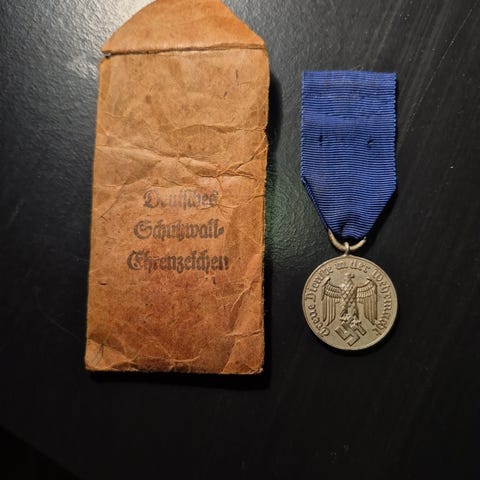 Deutsches
Schutzwall-
Ehrenzeichen
Treue Dienste in der Wehrmacht